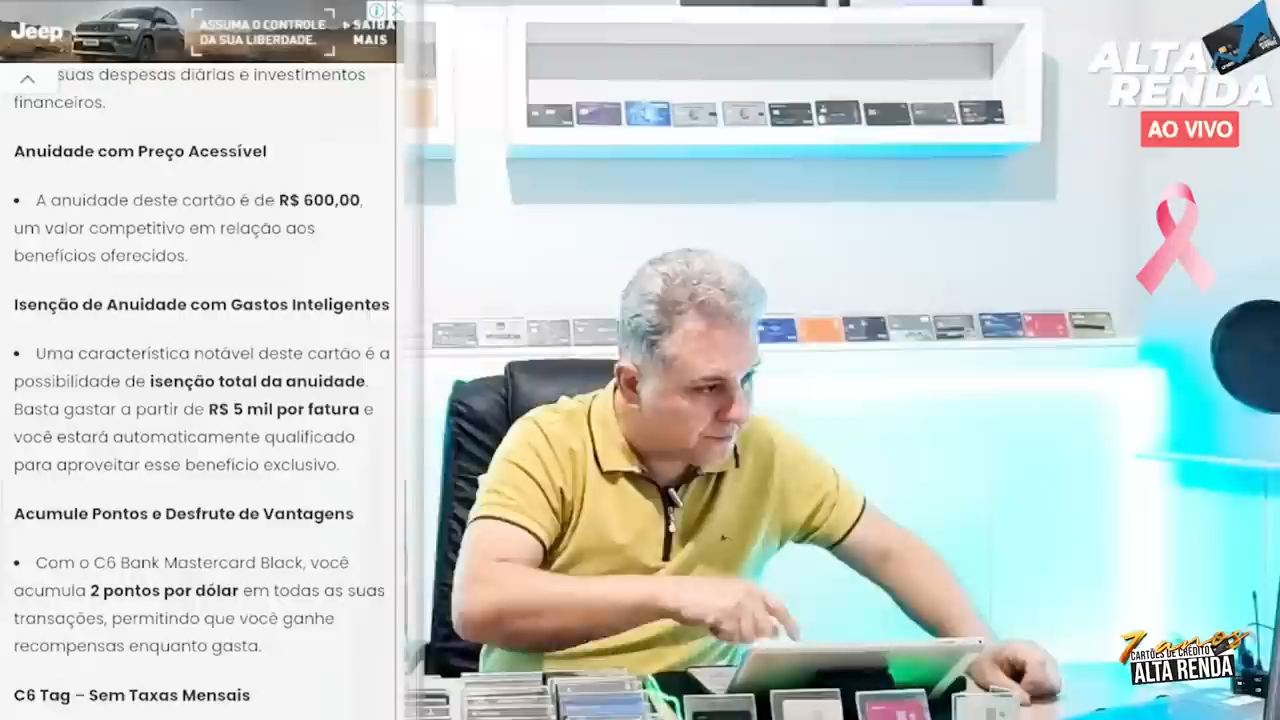 Jeep
ASSUMA O CONTROLE
DA SUA LIBERDADE.
SAIBA
MAIS
suas despesas diárias e investimentos
financeiros.
Anuidade com Preço Acessível
• A anuidade deste cartão é de R$ 600,00,
um valor competitivo em relação aos
benefícios oferecidos.
Isenção de Anuidade com Gastos Inteligentes
• Uma característica notável deste cartão é a
possibilidade de isenção total da anuidade.
Basta gastar a partir de R$ 5 mil por fatura e
você estará automaticamente qualificado
para aproveitar esse benefício exclusivo.
Acumule Pontos e Desfrute de Vantagens
• Com o C6 Bank Mastercard Black, você
acumula 2 pontos por dólar em todas as suas
transações, permitindo que você ganhe
recompensas enquanto gasta.
C6 Tag – Sem Taxas Mensais
ALTA
RENDA
AO VIVO
7 anos
CARTÕES DE CRÉDITO
ALTA RENDA